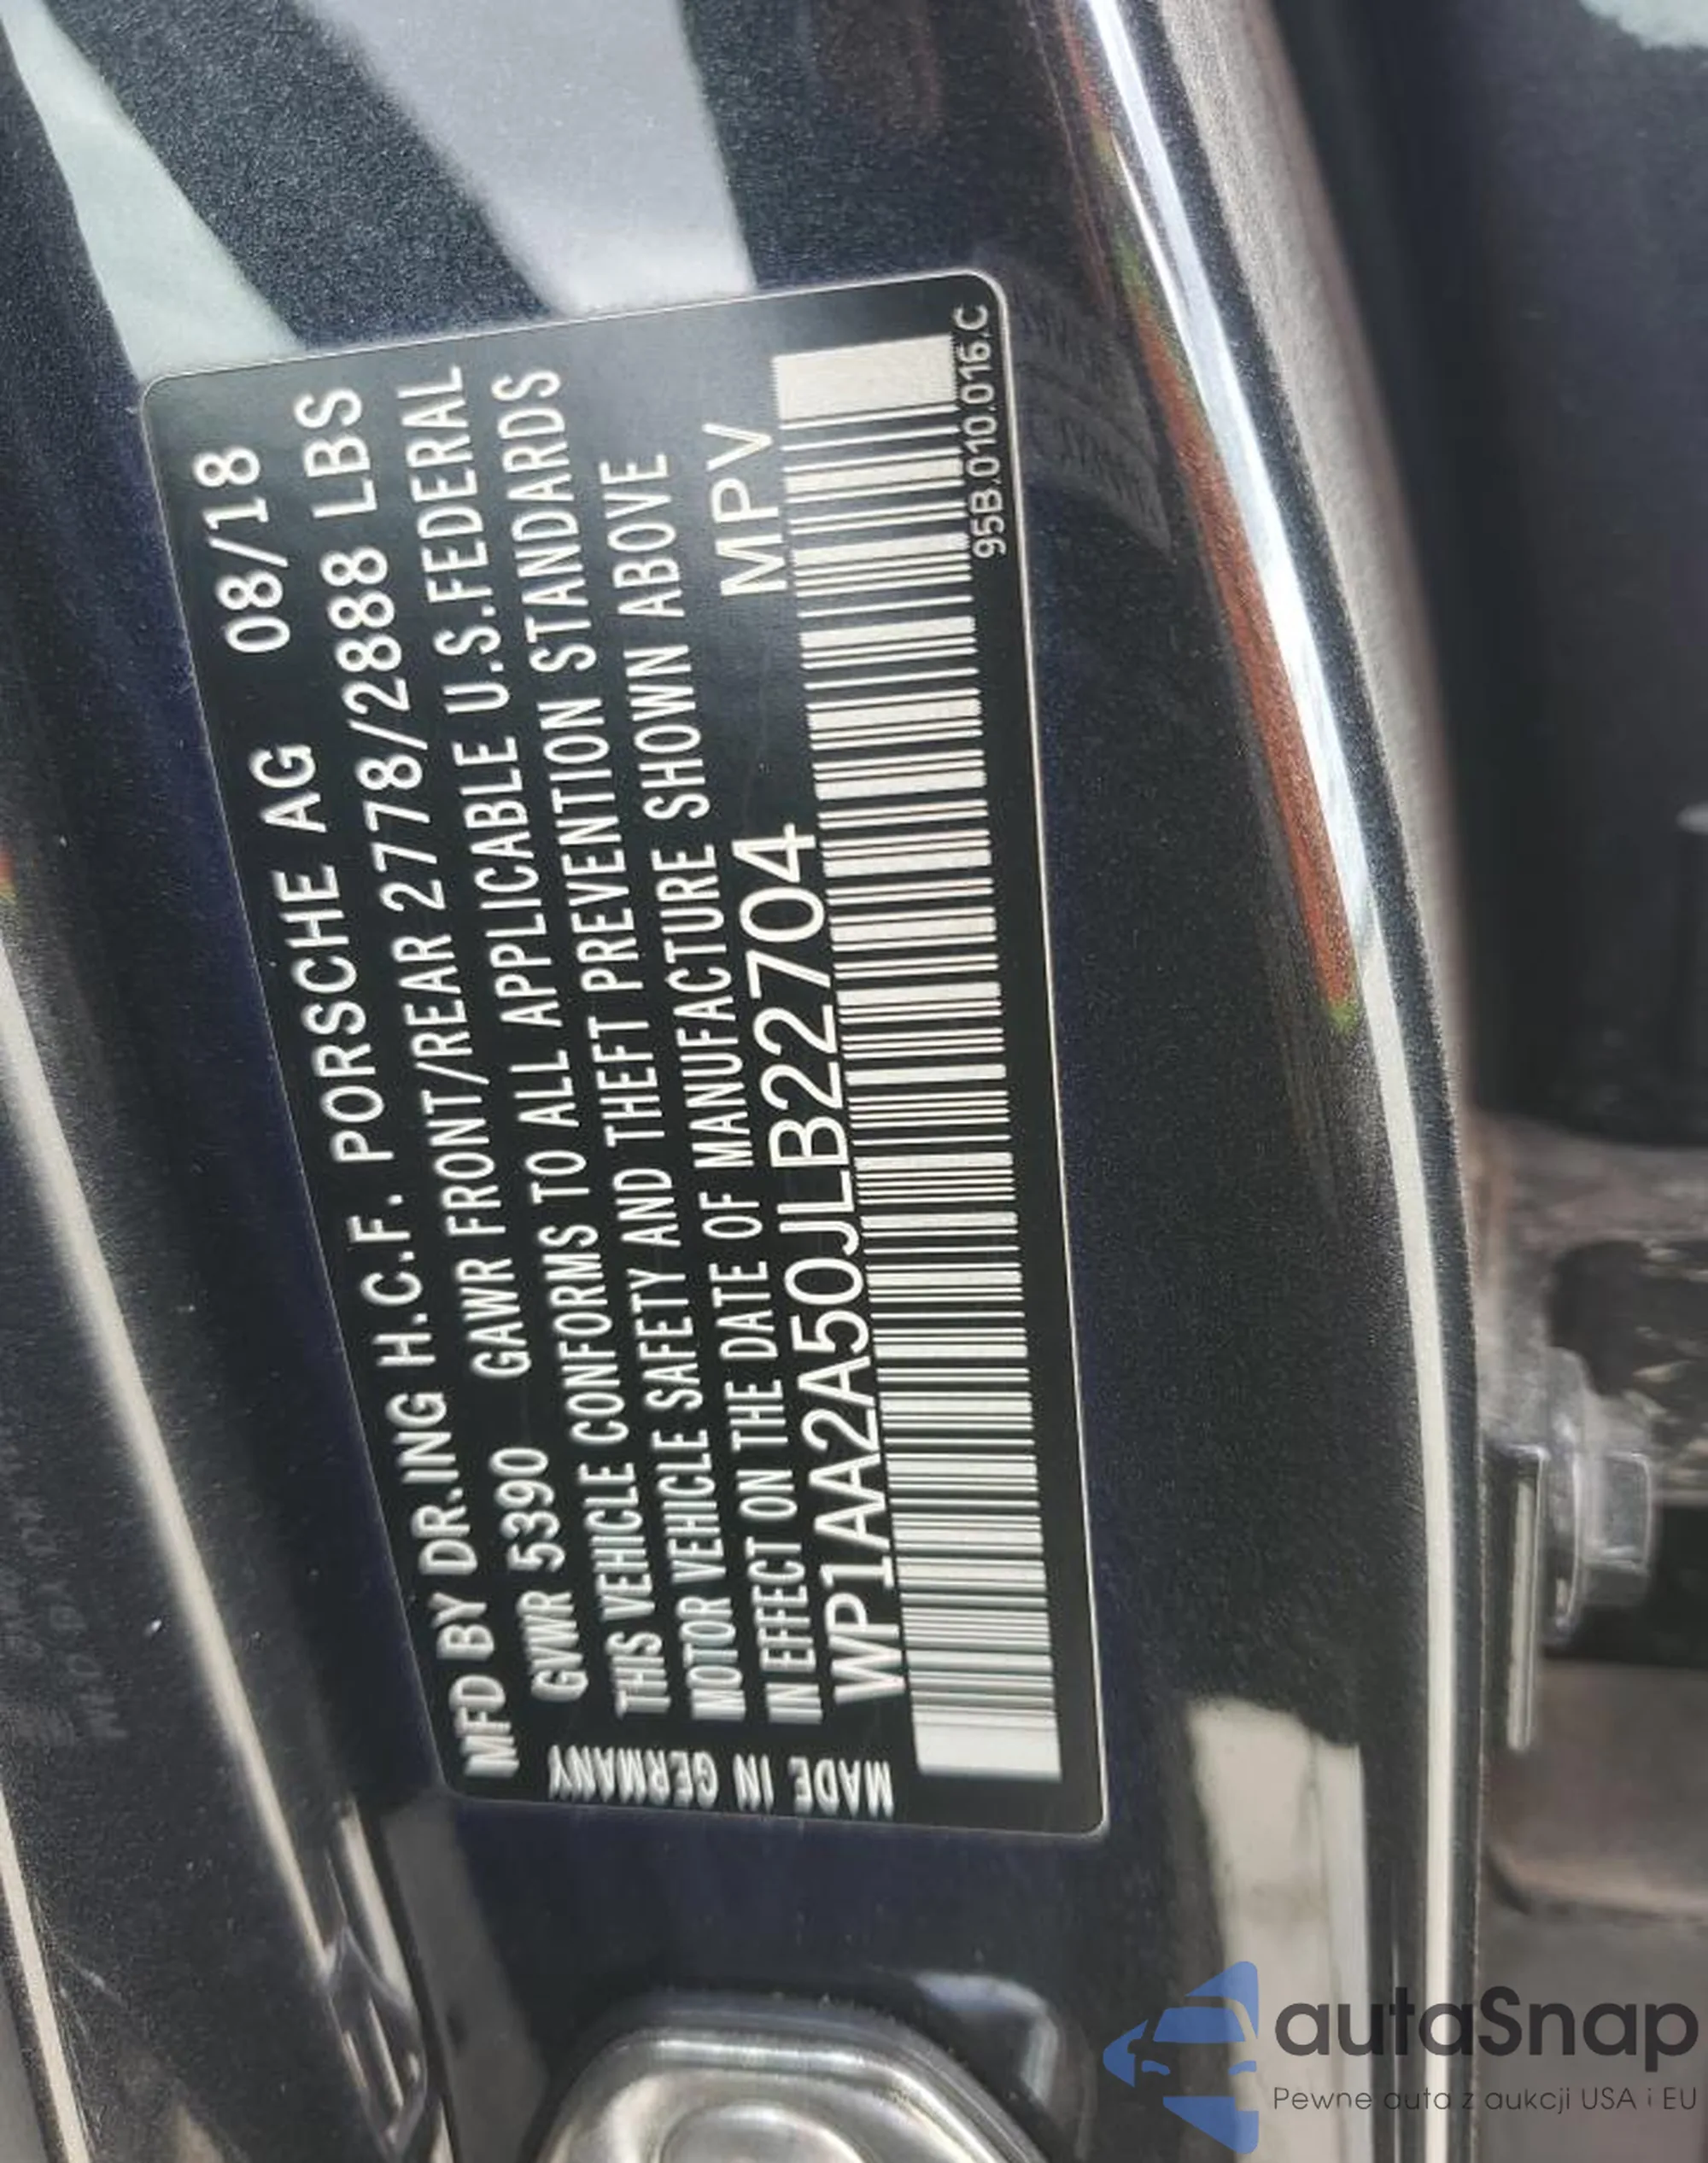 MFD BY DR.ING H.C.F. PORSCHE AG 08/18
GVWR 5390 GAWR FRONT/REAR 2778/2888 LBS
THIS VEHICLE CONFORMS TO ALL APPLICABLE U.S.FEDERAL
MOTOR VEHICLE SAFETY AND THEFT PREVENTION STANDARDS
IN EFFECT ON THE DATE OF MANUFACTURE SHOWN ABOVE
WP1AA2A50JLB22704 MPV
95B.010.016.C
MADE IN GERMANY
autaSnap
Pewne auta z aukcji USA i EU